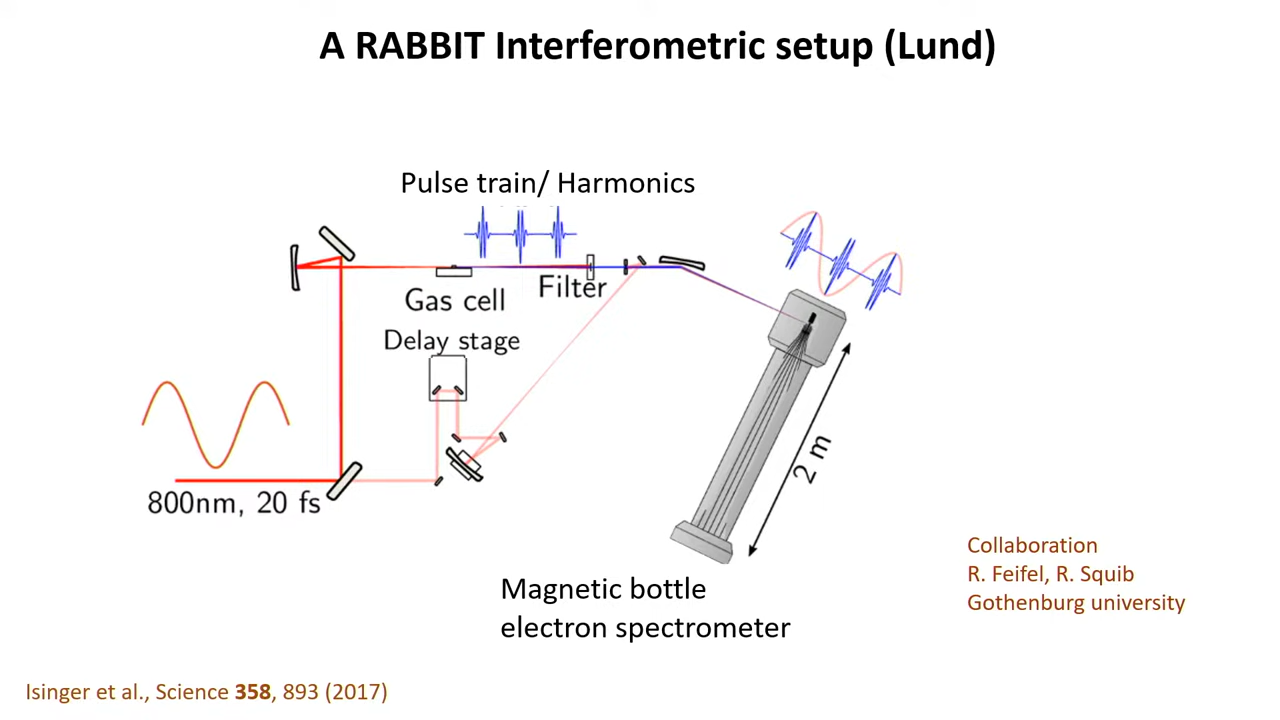 A RABBIT Interferometric setup (Lund)
Pulse train/ Harmonics
Gas cell
Filter
Delay stage
800nm, 20 fs
2 m
Magnetic bottle
electron spectrometer
Collaboration
R. Feifel, R. Squib
Gothenburg university
Isinger et al., Science 358, 893 (2017)